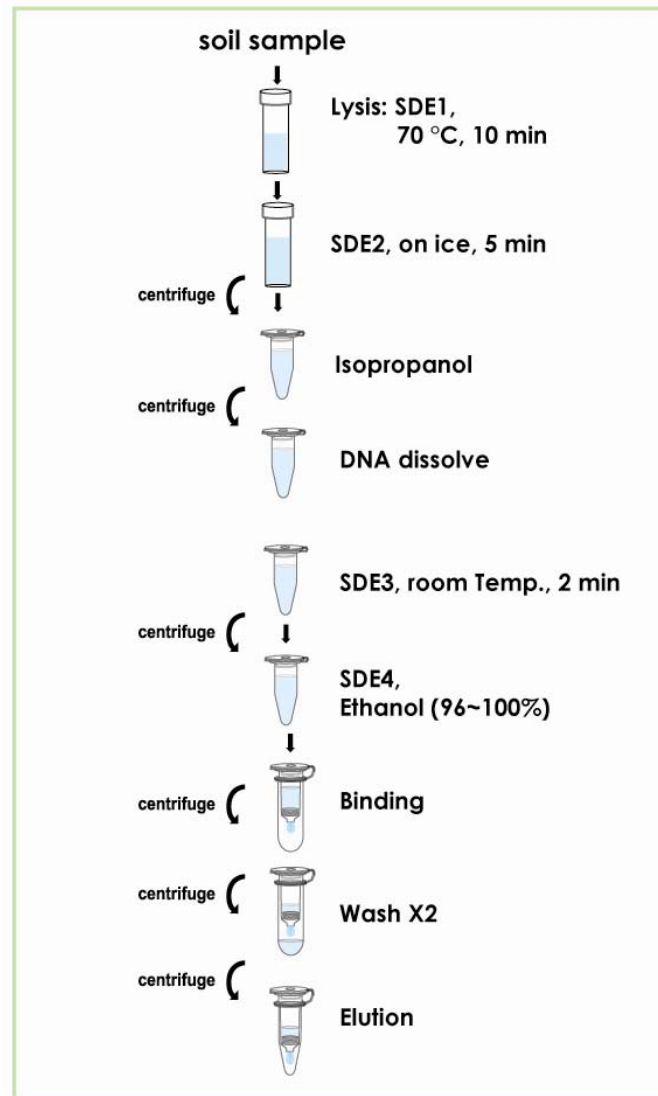 soil sample
Lysis: SDE1,
70 °C, 10 min
SDE2, on ice, 5 min
centrifuge
Isopropanol
centrifuge
DNA dissolve
SDE3, room Temp., 2 min
centrifuge
SDE4,
Ethanol (96~100%)
centrifuge
Binding
centrifuge
Wash X2
centrifuge
Elution